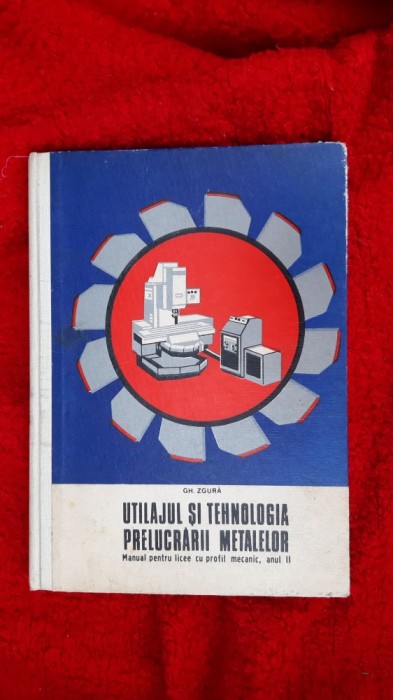 GH. ZGURĂ
UTILAJUL ȘI TEHNOLOGIA
PRELUCRĂRII METALELOR
Manual pentru licee cu profil mecanic, anul II